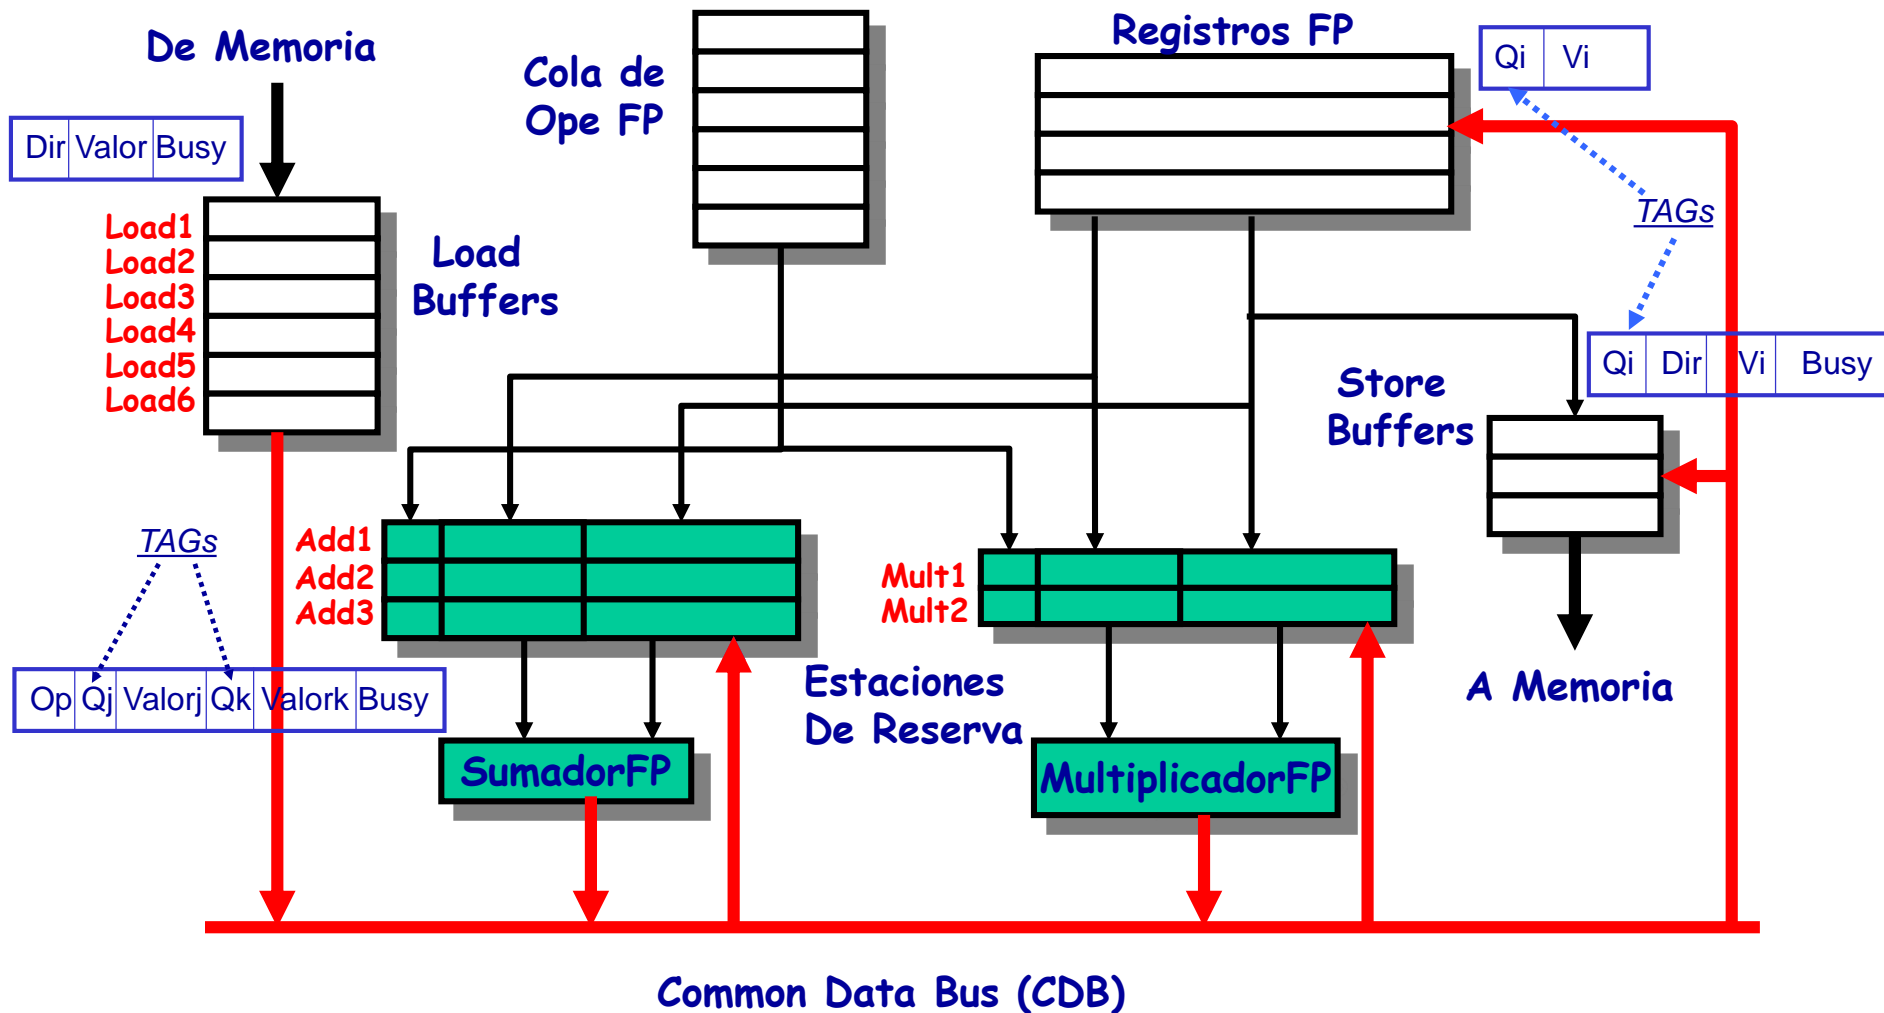 De Memoria
Cola de
Ope FP
Registros FP
Qi Vi
Dir Valor Busy
TAGs
Load1
Load2
Load3
Load4
Load5
Load6
Load
Buffers
Qi Dir Vi Busy
Store
Buffers
TAGs
Add1
Add2
Add3
Mult1
Mult2
Op Qj Valorj Qk Valork Busy
Estaciones
De Reserva
A Memoria
SumadorFP
MultiplicadorFP
Common Data Bus (CDB)